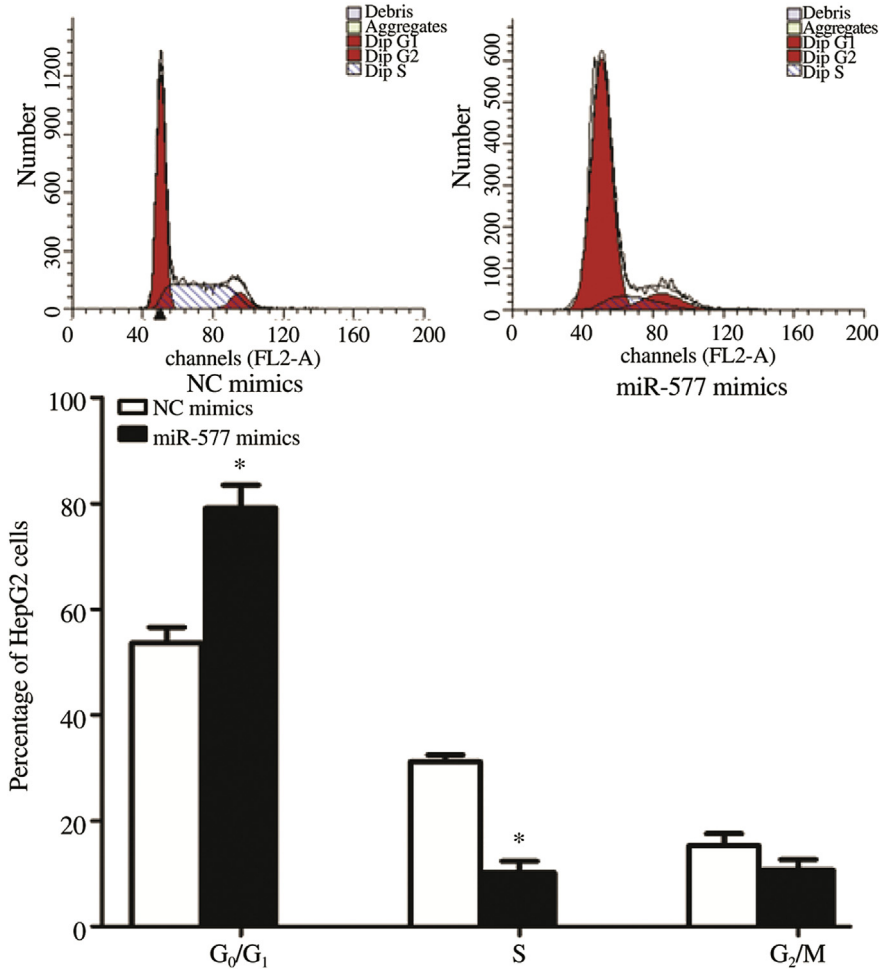 Debris
Aggregates
Dip G1
Dip G2
Dip S
Number
1200
900
600
300
0
0 40 80 120 160 200
channels (FL2-A)
NC mimics
Debris
Aggregates
Dip G1
Dip G2
Dip S
Number
600
500
400
300
200
100
0
0 40 80 120 160 200
channels (FL2-A)
miR-577 mimics
Percentage of HepG2 cells
100
80
60
40
20
0
NC mimics
miR-577 mimics
*
*
G₀/G₁ S G₂/M